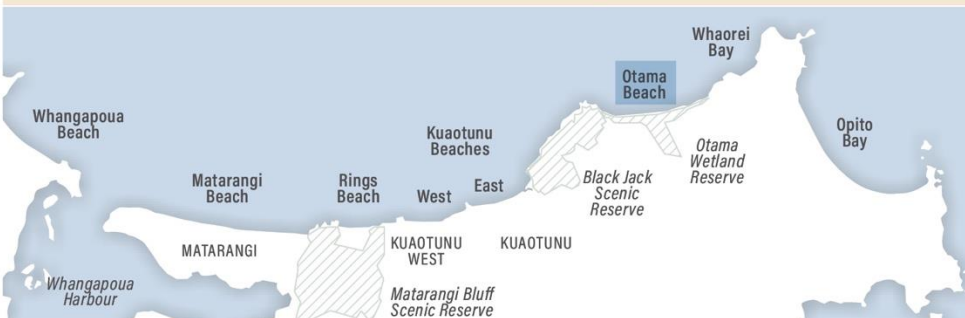 Whaorei
Bay
Otama
Beach
Whangapoua
Beach
Kuaotunu
Beaches
Opito
Bay
Otama
Wetland
Reserve
Matarangi
Beach
Rings
Beach
West
East
Black Jack
Scenic
Reserve
MATARANGI
KUAOTUNU
WEST
KUAOTUNU
Whangapoua
Harbour
Matarangi Bluff
Scenic Reserve